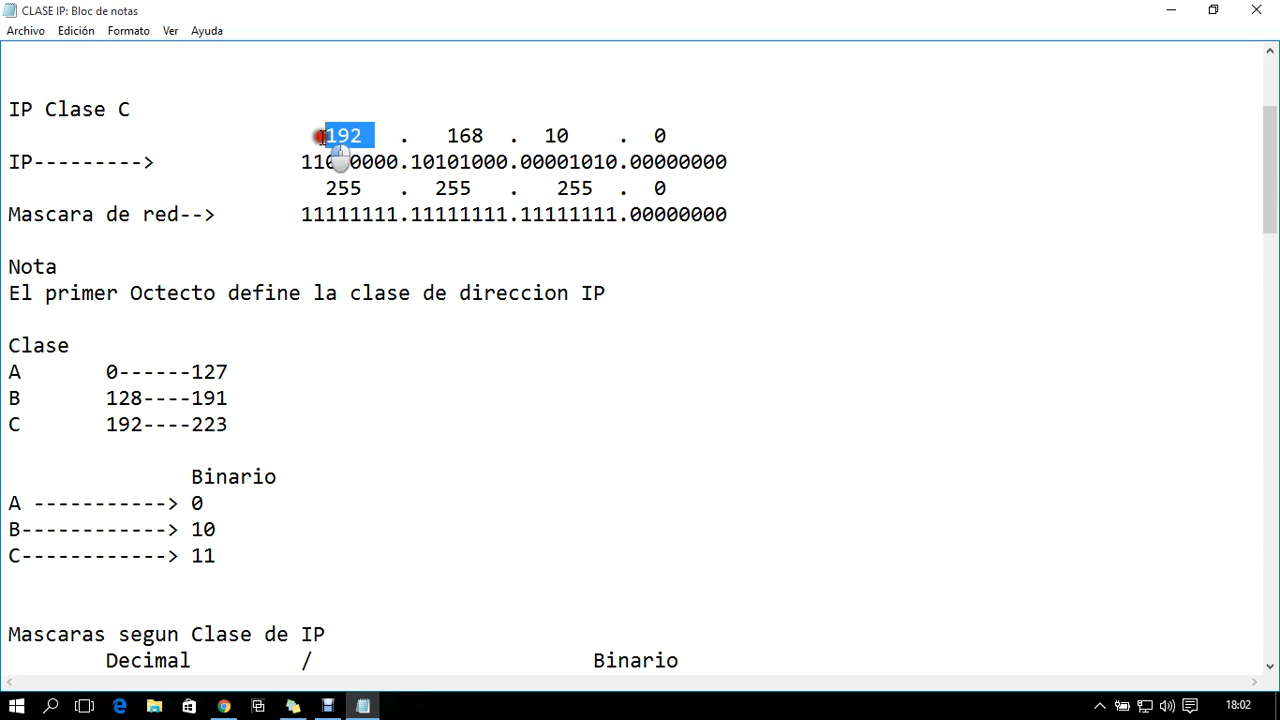 CLASE IP: Bloc de notas
Archivo Edición Formato Ver Ayuda
IP Clase C
192 . 168 . 10 . 0
IP---------> 11000000.10101000.00001010.00000000
255 . 255 . 255 . 0
Mascara de red--> 11111111.11111111.11111111.00000000
Nota
El primer Octecto define la clase de direccion IP
Clase
A 0------127
B 128----191
C 192----223
Binario
A -----------> 0
B------------> 10
C------------> 11
Mascaras segun Clase de IP
Decimal / Binario
18:02